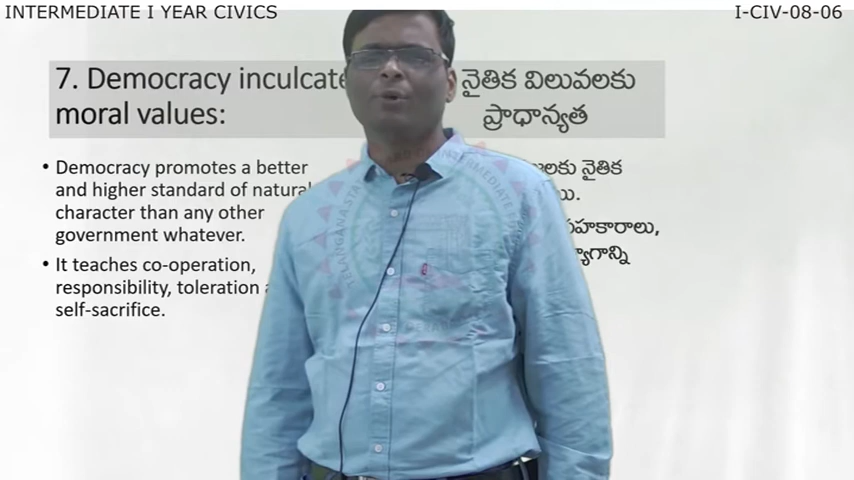 INTERMEDIATE I YEAR CIVICS
I-CIV-08-06
7. Democracy inculcate
moral values:
నైతిక విలువలకు
ప్రాధాన్యత
• Democracy promotes a better
and higher standard of natural
character than any other
government whatever.
• It teaches co-operation,
responsibility, toleration
self-sacrifice.
నైతిక